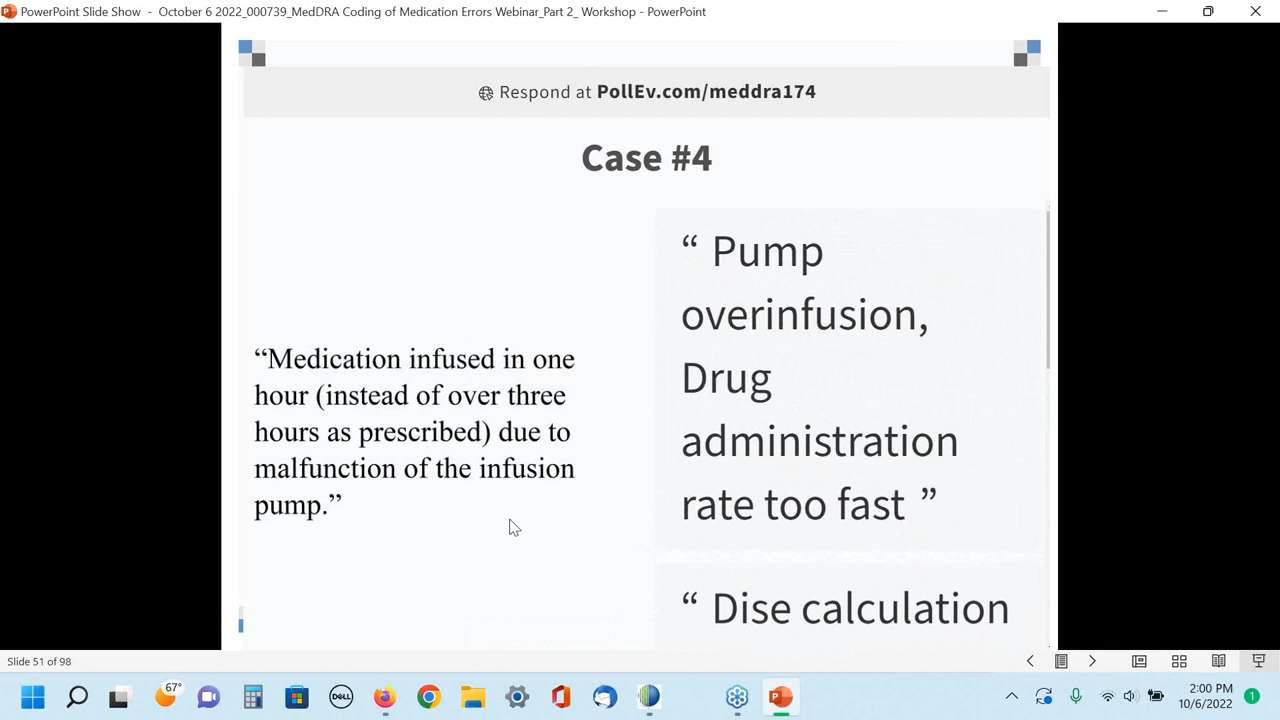 PowerPoint Slide Show - October 6 2022_000739_MedDRA Coding of Medication Errors Webinar_Part 2_ Workshop - PowerPoint
Respond at PollEv.com/meddra174
Case #4
“Medication infused in one
hour (instead of over three
hours as prescribed) due to
malfunction of the infusion
pump.”
“ Pump
overinfusion,
Drug
administration
rate too fast ”
“ Dise calculation
Slide 51 of 98
67°
DELL
2:00 PM
10/6/2022
1